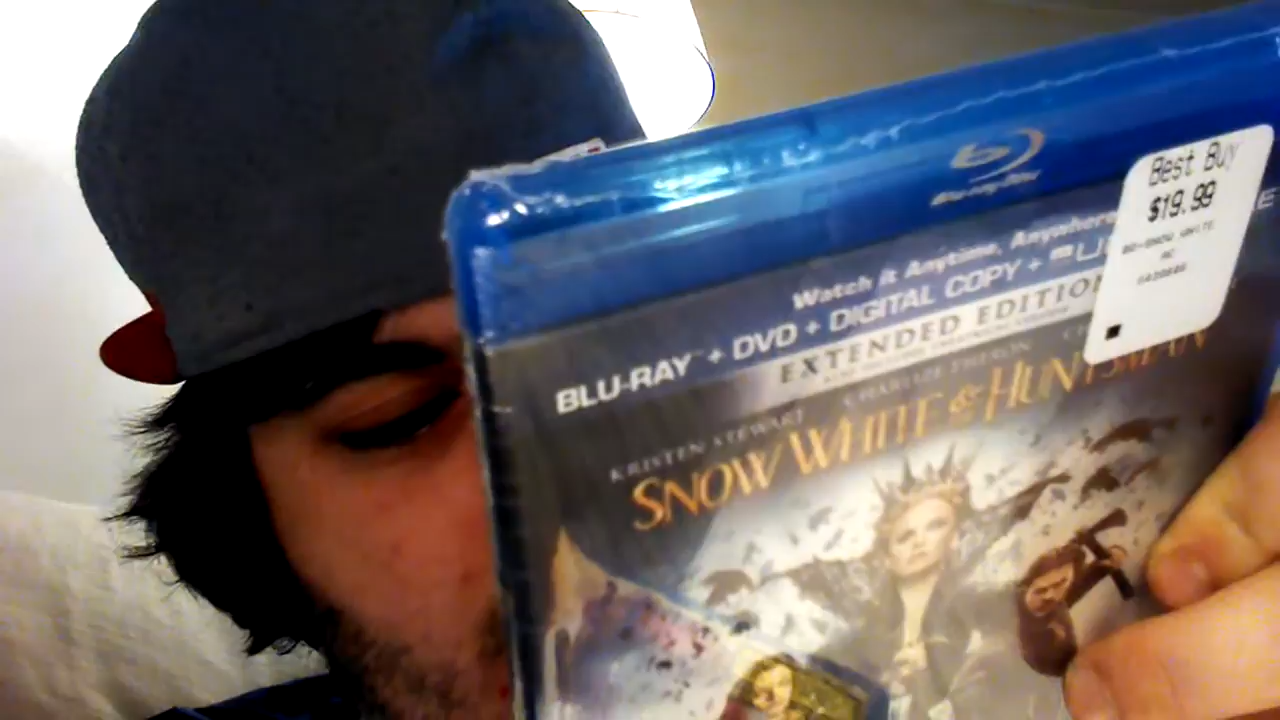 Blu-ray Disc
Best Buy
$19.99
Watch it Anytime, Anywhere
BLU-RAY™ + DVD + DIGITAL COPY +
EXTENDED EDITION
KRISTEN STEWART CHARLIZE THERON
SNOW WHITE & HUNTSMAN